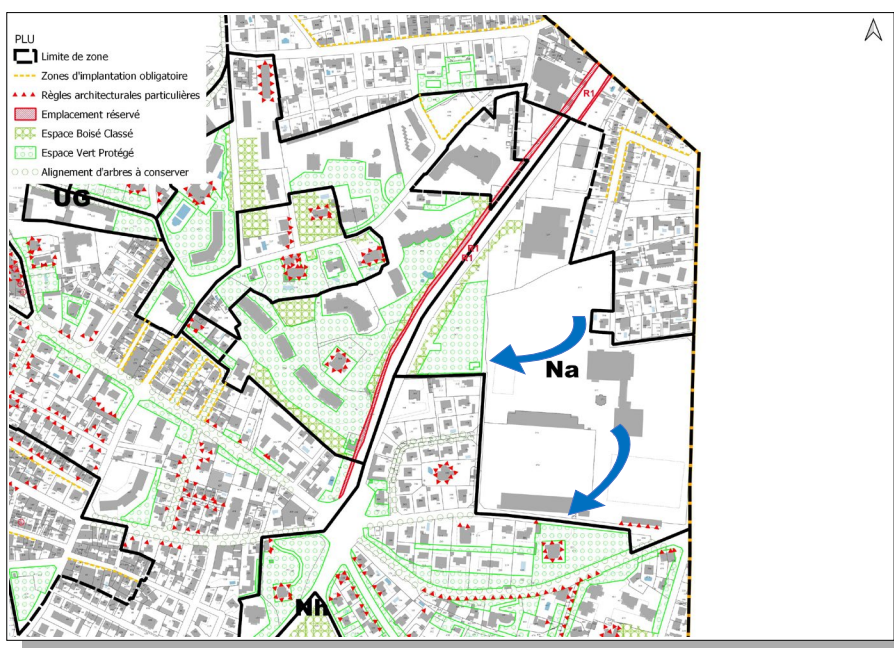 PLU
Limite de zone
Zones d'implantation obligatoire
Règles architecturales particulières
Emplacement réservé
Espace Boisé Classé
Espace Vert Protégé
Alignement d'arbres à conserver
R1
UG
R1
R1
Na
Nh